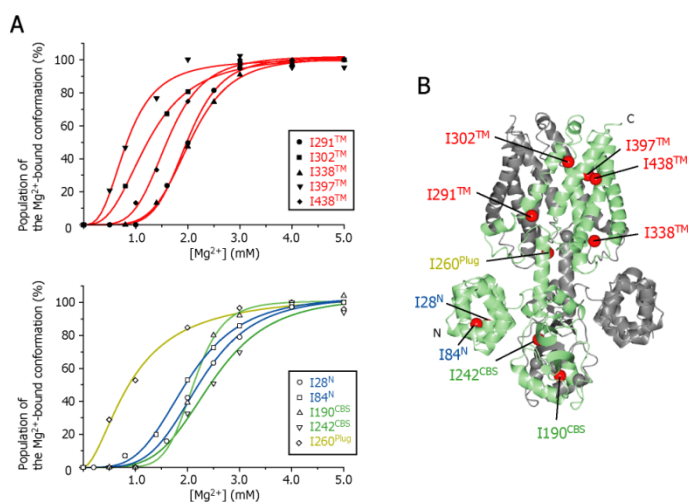 A
Population of
the Mg²⁺-bound conformation (%)
100
80
60
40
20
0
I291ᵀᴹ
I302ᵀᴹ
I338ᵀᴹ
I397ᵀᴹ
I438ᵀᴹ
1.0 2.0 3.0 4.0 5.0
[Mg²⁺] (mM)
Population of
the Mg²⁺-bound conformation (%)
100
80
60
40
20
0
I28ᴺ
I84ᴺ
I190ᶜᴮˢ
I242ᶜᴮˢ
I260ᴾˡᵘᵍ
1.0 2.0 3.0 4.0 5.0
[Mg²⁺] (mM)
B
C
I302ᵀᴹ
I397ᵀᴹ
I438ᵀᴹ
I291ᵀᴹ
I338ᵀᴹ
I260ᴾˡᵘᵍ
I28ᴺ
N
I84ᴺ
I242ᶜᴮˢ
I190ᶜᴮˢ